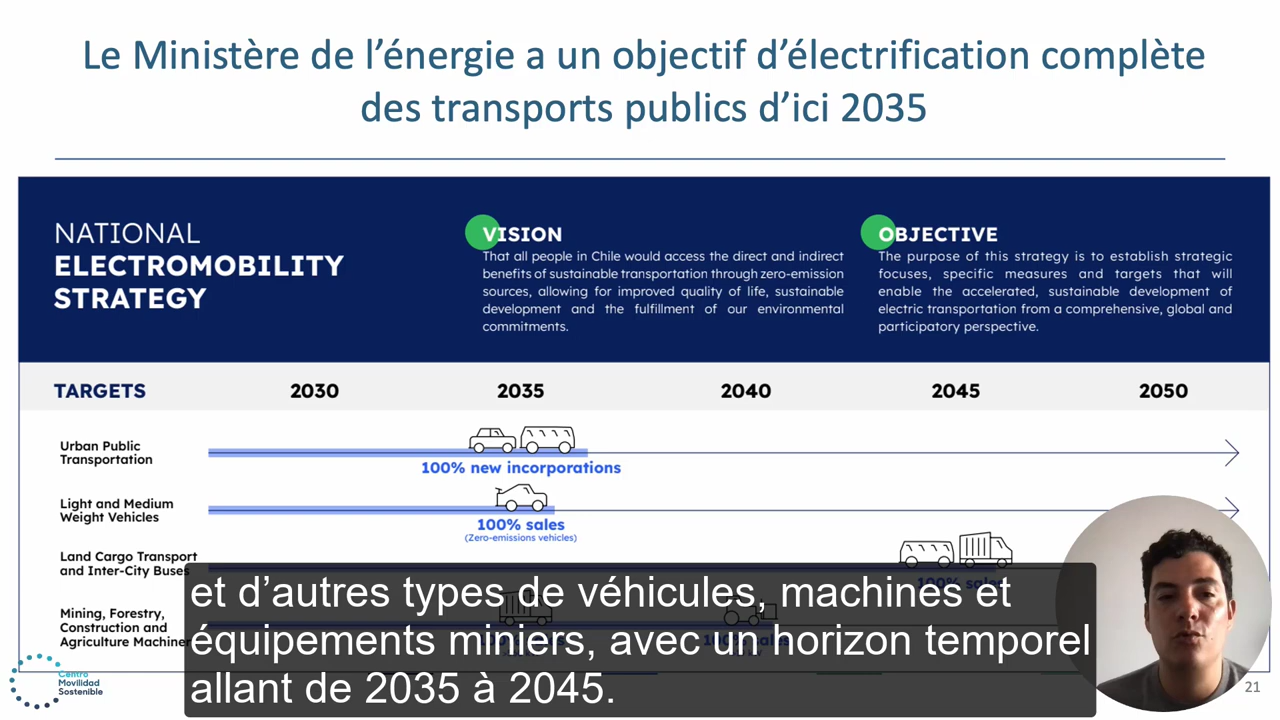 Le Ministère de l’énergie a un objectif d’électrification complète
des transports publics d’ici 2035
NATIONAL
ELECTROMOBILITY
STRATEGY
VISION
That all people in Chile would access the direct and indirect
benefits of sustainable transportation through zero-emission
sources, allowing for improved quality of life, sustainable
development and the fulfillment of our environmental
commitments.
OBJECTIVE
The purpose of this strategy is to establish strategic
focuses, specific measures and targets that will
enable the accelerated, sustainable development of
electric transportation from a comprehensive, global and
participatory perspective.
TARGETS 2030 2035 2040 2045 2050
Urban Public
Transportation
100% new incorporations
Light and Medium
Weight Vehicles
100% sales
(Zero-emissions vehicles)
Land Cargo Transport
and Inter-City Buses
100% sales
Mining, Forestry,
Construction and
Agriculture Machiner
et d’autres types de véhicules, machines et
équipements miniers, avec un horizon temporel
allant de 2035 à 2045.
Centro
Movilidad
Sostenible
21